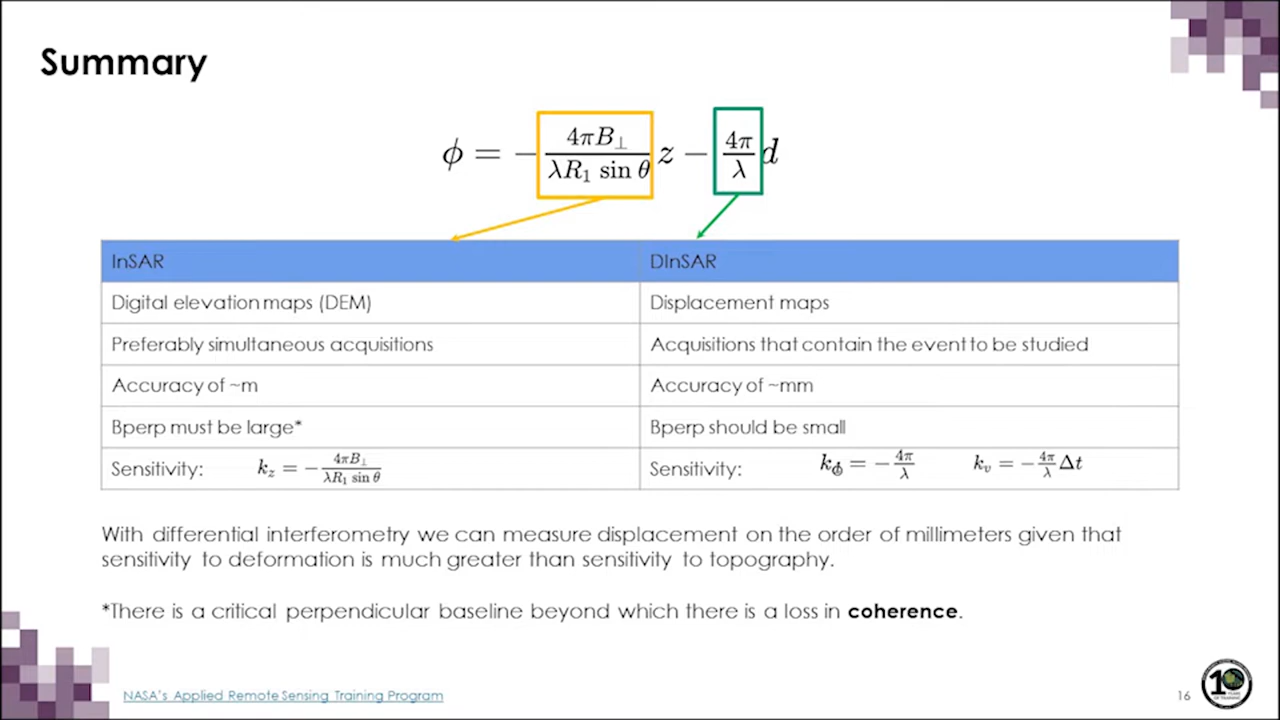 Summary
ϕ = − 4πB⊥ / λR₁ sin θ z − 4π / λ d
InSAR
DInSAR
Digital elevation maps (DEM)
Displacement maps
Preferably simultaneous acquisitions
Acquisitions that contain the event to be studied
Accuracy of ~m
Accuracy of ~mm
Bperp must be large*
Bperp should be small
Sensitivity: k_z = − 4πB⊥ / λR₁ sin θ
Sensitivity: k = − 4π / λ k_v = − 4π / λ Δt
With differential interferometry we can measure displacement on the order of millimeters given that
sensitivity to deformation is much greater than sensitivity to topography.
*There is a critical perpendicular baseline beyond which there is a loss in coherence.
NASA's Applied Remote Sensing Training Program
16
10